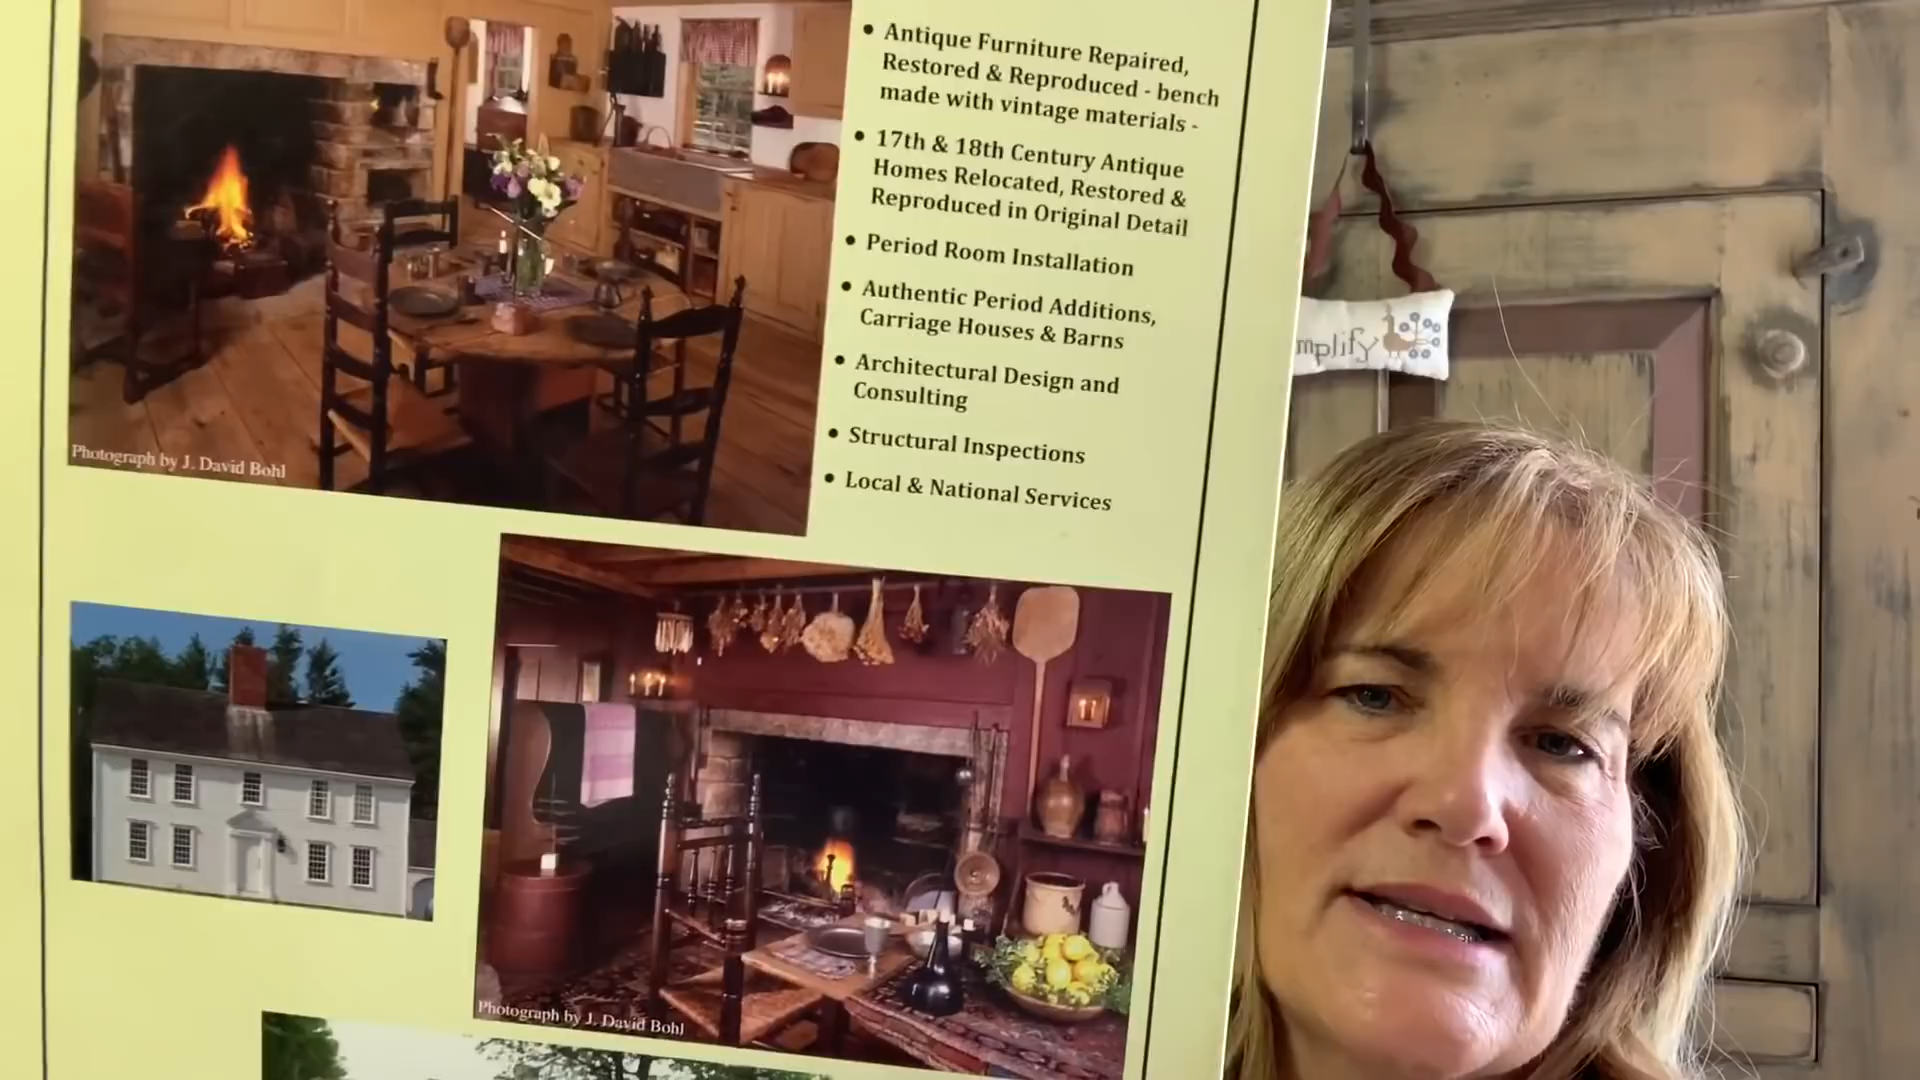 • Antique Furniture Repaired,
Restored & Reproduced - bench
made with vintage materials -
• 17th & 18th Century Antique
Homes Relocated, Restored &
Reproduced in Original Detail
• Period Room Installation
• Authentic Period Additions,
Carriage Houses & Barns
• Architectural Design and
Consulting
• Structural Inspections
• Local & National Services
Photograph by J. David Bohl
Photograph by J. David Bohl
mplify